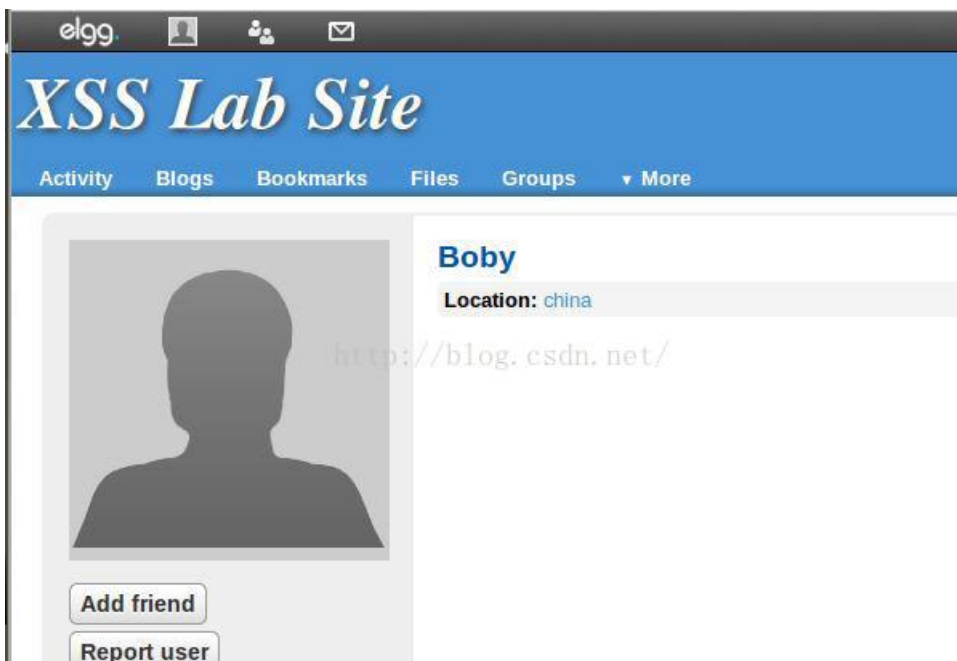 elgg.
XSS Lab Site
Activity Blogs Bookmarks Files Groups ▼ More
Boby
Location: china
http://blog.csdn.net/
Add friend
Report user